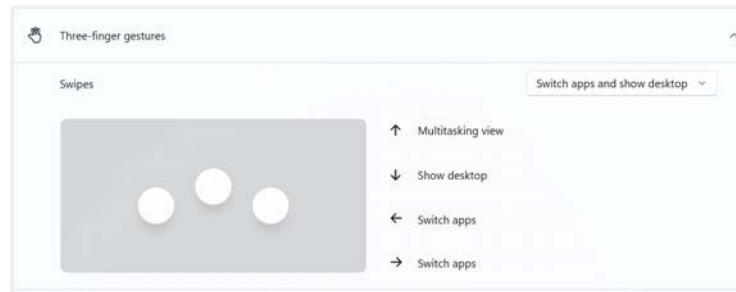 Three-finger gestures
Swipes
Switch apps and show desktop
Multitasking view
Show desktop
Switch apps
Switch apps